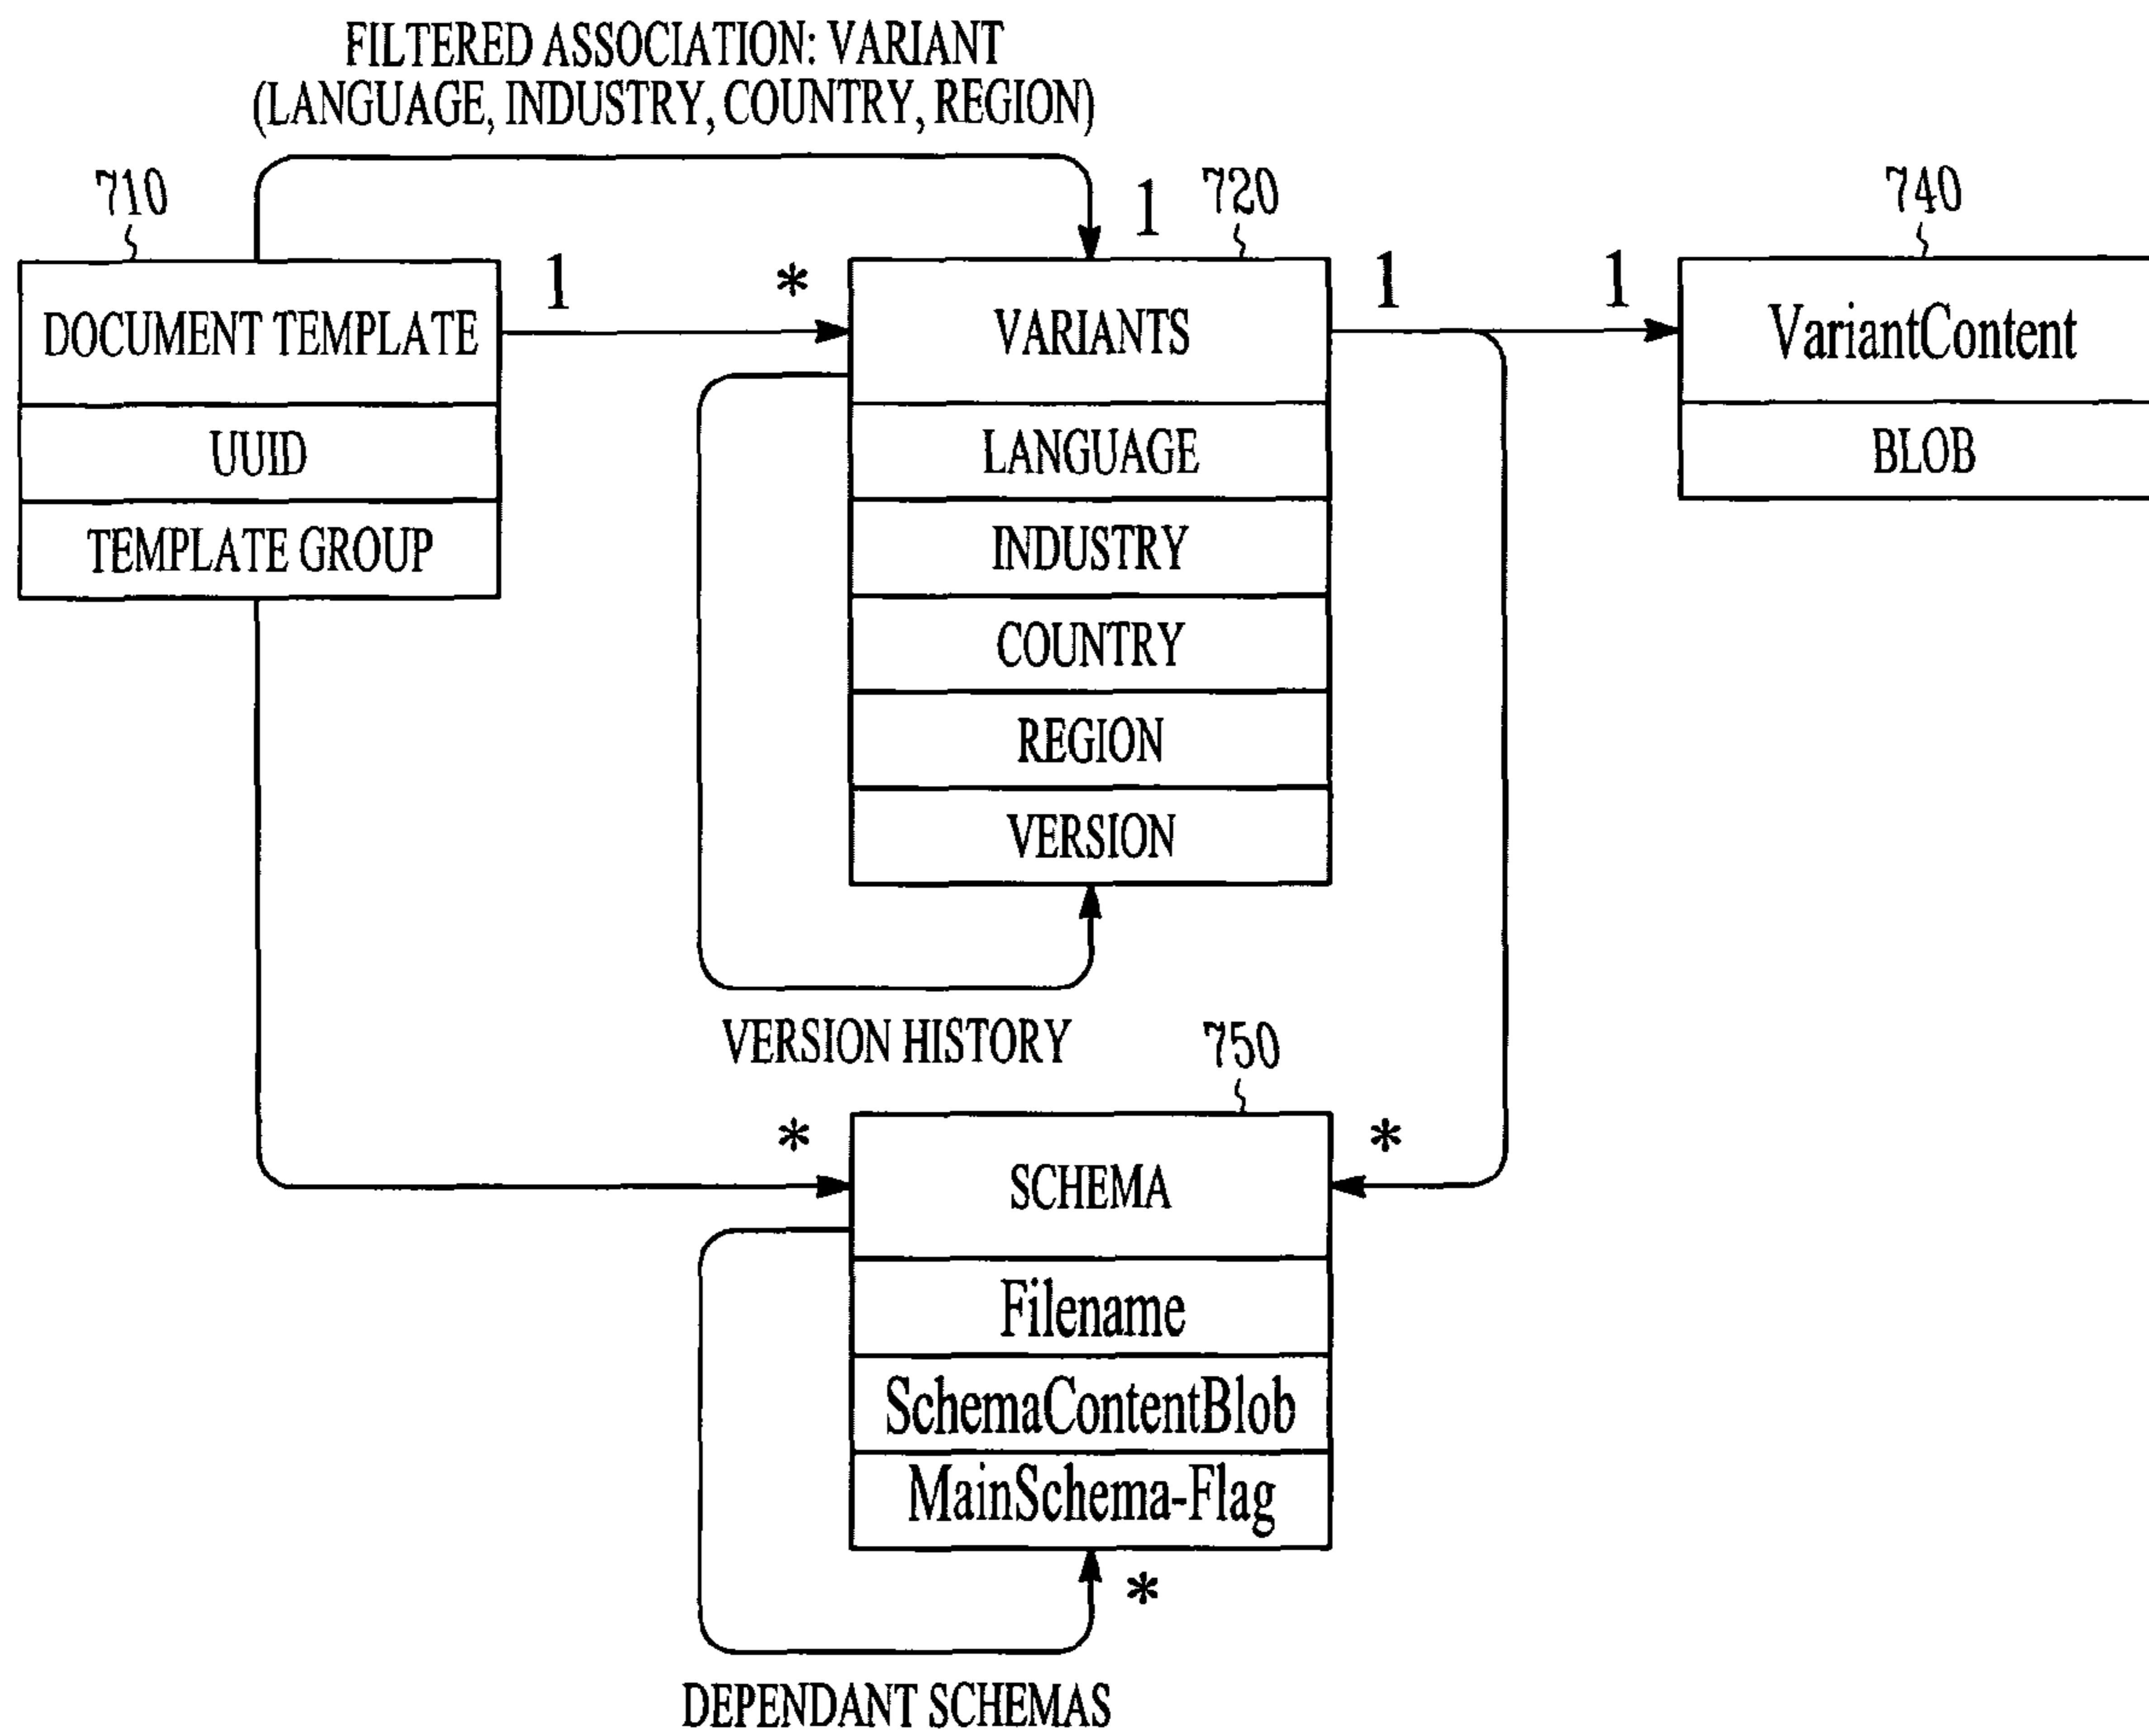 FILTERED ASSOCIATION: VARIANT
(LANGUAGE, INDUSTRY, COUNTRY, REGION)
710
1
720
740
DOCUMENT TEMPLATE
UUID
TEMPLATE GROUP
1
*
VARIANTS
LANGUAGE
INDUSTRY
COUNTRY
REGION
VERSION
1
1
VariantContent
BLOB
VERSION HISTORY
750
*
*
SCHEMA
Filename
SchemaContentBlob
MainSchema-Flag
*
DEPENDANT SCHEMAS